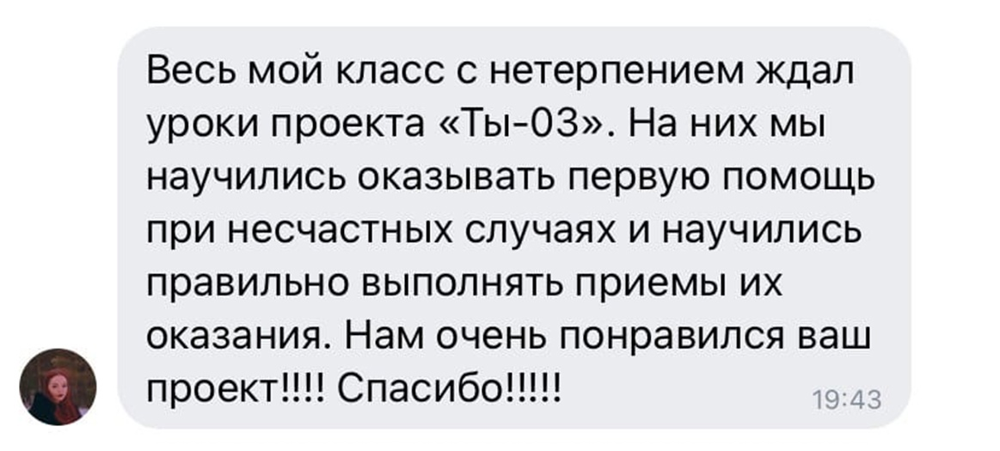 Весь мой класс с нетерпением ждал
уроки проекта «Ты-03». На них мы
научились оказывать первую помощь
при несчастных случаях и научились
правильно выполнять приемы их
оказания. Нам очень понравился ваш
проект!!!! Спасибо!!!!!
19:43